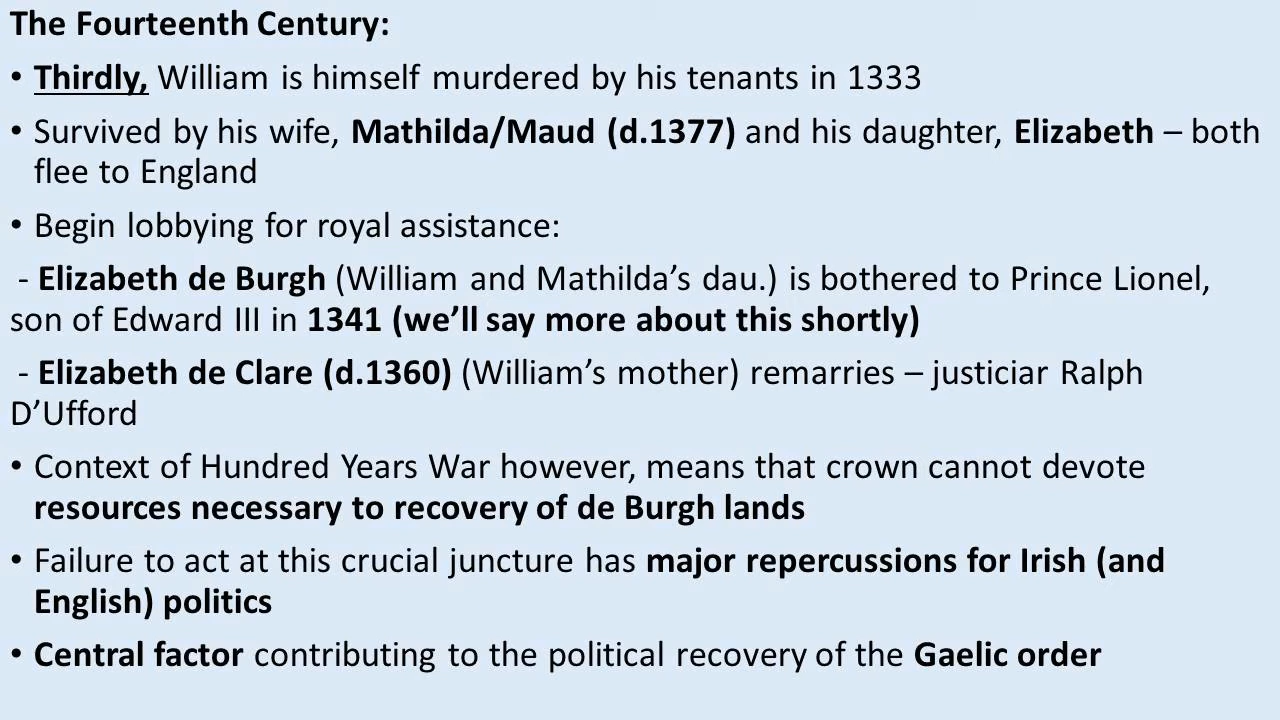 The Fourteenth Century:
• Thirdly, William is himself murdered by his tenants in 1333
• Survived by his wife, Mathilda/Maud (d.1377) and his daughter, Elizabeth – both
flee to England
• Begin lobbying for royal assistance:
- Elizabeth de Burgh (William and Mathilda’s dau.) is bothered to Prince Lionel,
son of Edward III in 1341 (we’ll say more about this shortly)
- Elizabeth de Clare (d.1360) (William’s mother) remarries – justiciar Ralph
D’Ufford
• Context of Hundred Years War however, means that crown cannot devote
resources necessary to recovery of de Burgh lands
• Failure to act at this crucial juncture has major repercussions for Irish (and
English) politics
• Central factor contributing to the political recovery of the Gaelic order